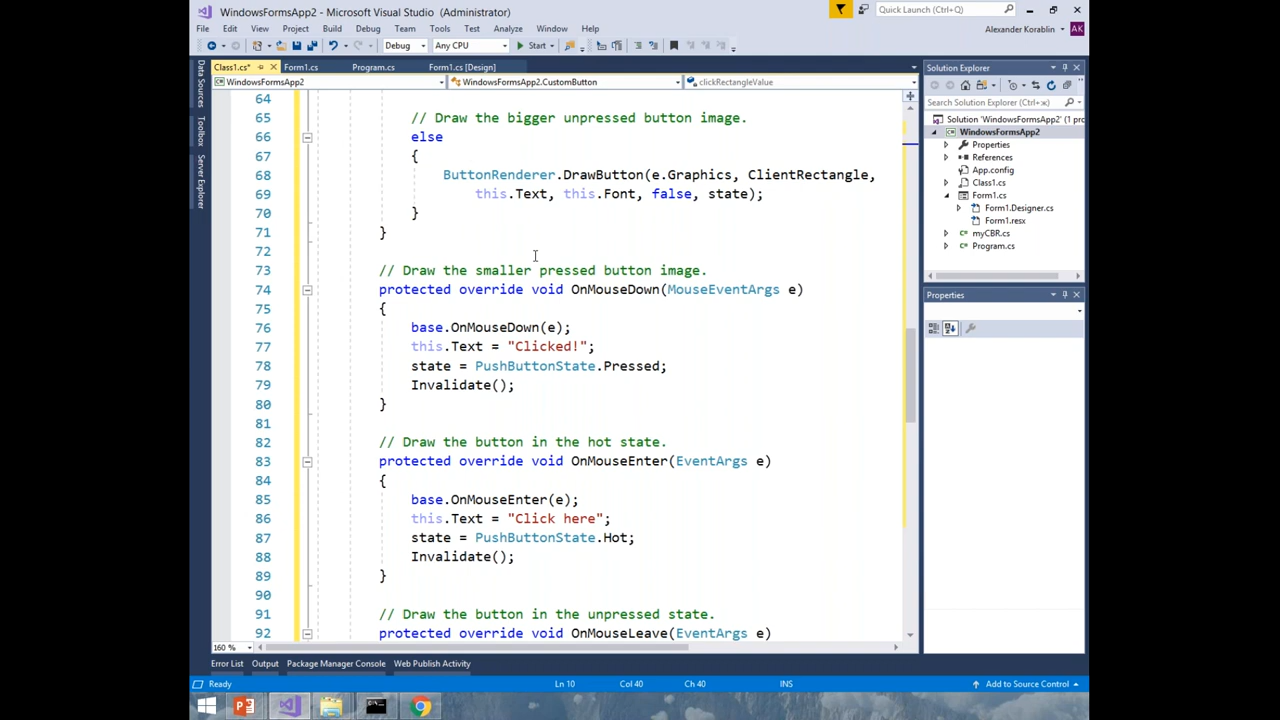 WindowsFormsApp2 - Microsoft Visual Studio (Administrator)
Quick Launch (Ctrl+Q)
File Edit View Project Build Debug Team Tools Test Analyze Window Help
Alexander Korablin AK
Debug Any CPU Start
Class1.cs* Form1.cs Program.cs Form1.cs [Design]
WindowsFormsApp2 WindowsFormsApp2.CustomButton clickRectangleValue
Data Sources
Toolbox
Server Explorer
64
65 // Draw the bigger unpressed button image.
66 else
67 {
68 ButtonRenderer.DrawButton(e.Graphics, ClientRectangle,
69 this.Text, this.Font, false, state);
70 }
71 }
72
73 // Draw the smaller pressed button image.
74 protected override void OnMouseDown(MouseEventArgs e)
75 {
76 base.OnMouseDown(e);
77 this.Text = "Clicked!";
78 state = PushButtonState.Pressed;
79 Invalidate();
80 }
81
82 // Draw the button in the hot state.
83 protected override void OnMouseEnter(EventArgs e)
84 {
85 base.OnMouseEnter(e);
86 this.Text = "Click here";
87 state = PushButtonState.Hot;
88 Invalidate();
89 }
90
91 // Draw the button in the unpressed state.
92 protected override void OnMouseLeave(EventArgs e)
160 %
Solution Explorer
Search Solution Explorer (Ctrl+ж)
Solution 'WindowsFormsApp2' (1 pro
WindowsFormsApp2
Properties
References
App.config
Class1.cs
Form1.cs
Form1.Designer.cs
Form1.resx
myCBR.cs
Program.cs
Properties
Error List Output Package Manager Console Web Publish Activity
Ready Ln 10 Col 40 Ch 40 INS Add to Source Control